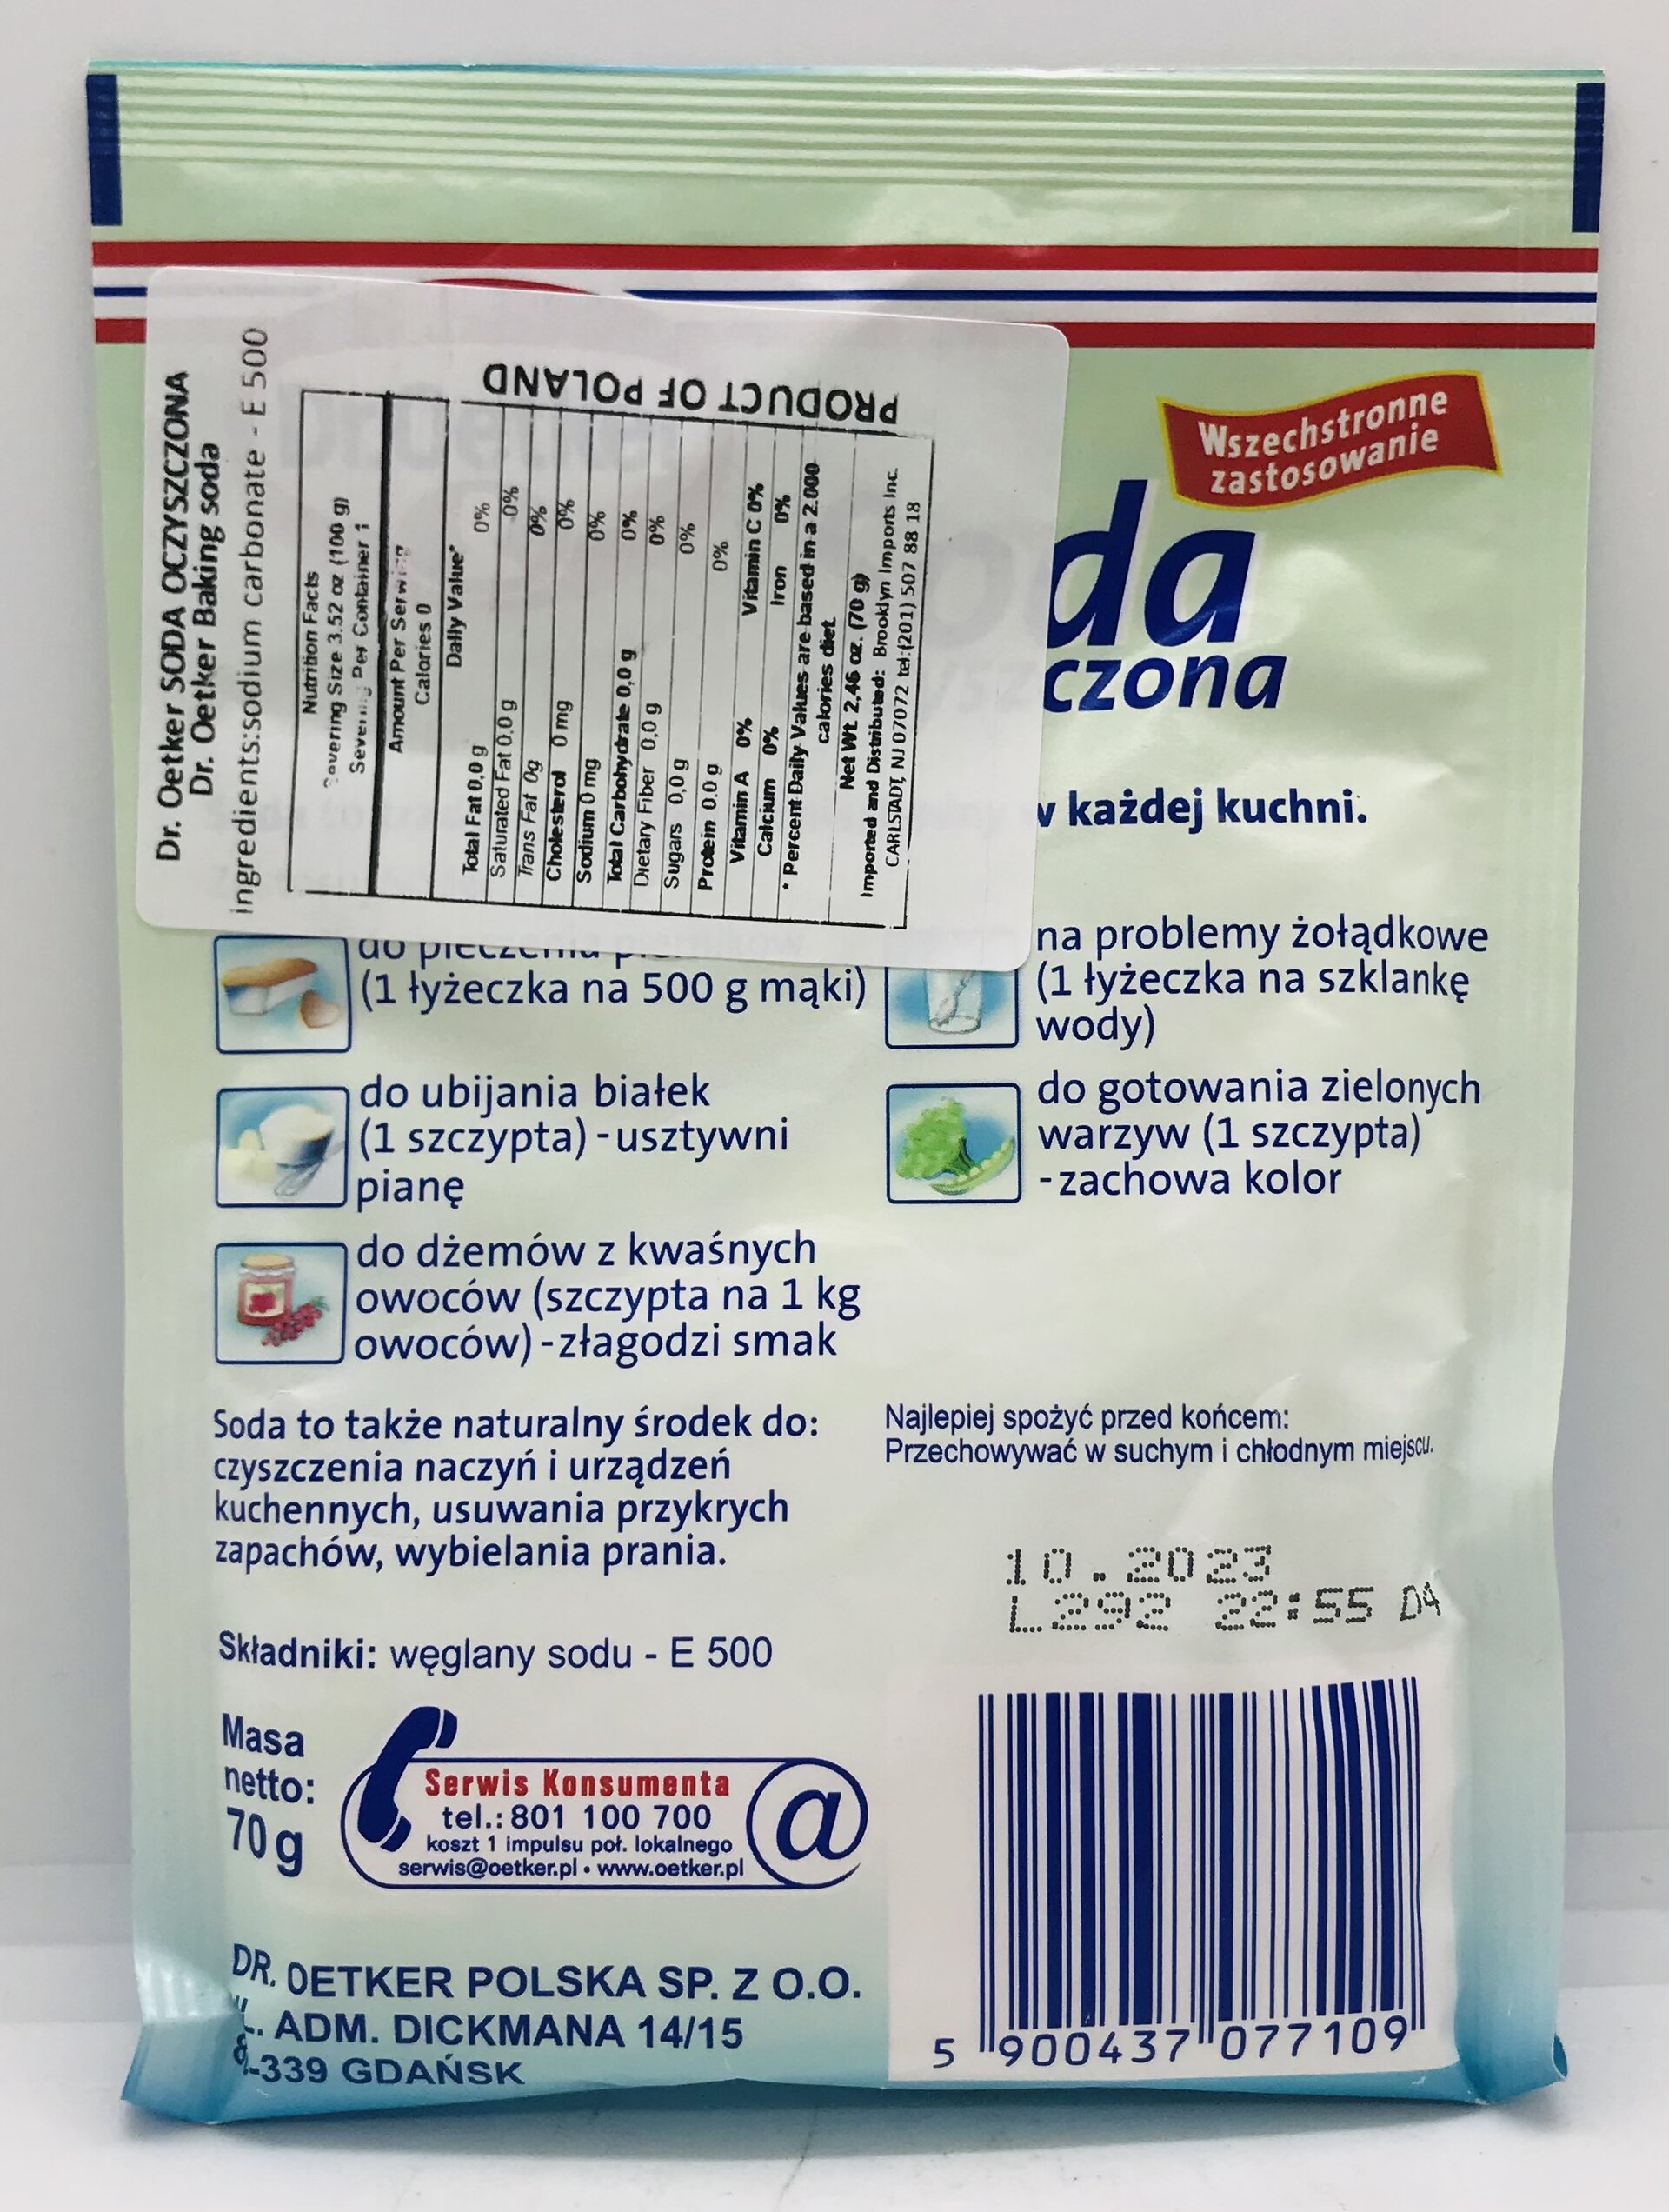 Dr. Oetker SODA OCZYSZCZONA
Dr. Oetker Baking soda
ingredients:sodium carbonate - E 500
Nutrition Facts
Size 3.52 oz (100 g)
Per Container 1
Amount Per Serving
Calories 0
Daily Value*
Total Fat 0,0 g 0%
Saturated Fat 0,0 g 0%
Trans Fat 0g 0%
Cholesterol 0 mg 0%
Sodium 0 mg 0%
Total Carbohydrate 0,0 g 0%
Dietary Fiber 0,0 g 0%
Sugars 0,0 g 0%
Protein 0.0 g 0%
Vitamin A 0% Vitamin C 0%
Calcium 0% Iron 0%
* Percent Daily Values are based in a 2.000
calories diet.
Net Wt. 2,46 oz. (70 g)
Imported and Distributed: Brooklyn Imports Inc.
CARLSTADT, NJ 07072 tel:(201) 507 88 18
PRODUCT OF POLAND
Wszechstronne
zastosowanie
da
czona
w każdej kuchni.
do pieczenia
(1 łyżeczka na 500 g mąki)
do ubijania białek
(1 szczypta) - usztywni
pianę
do dżemów z kwaśnych
owoców (szczypta na 1 kg
owoców) - złagodzi smak
na problemy żołądkowe
(1 łyżeczka na szklankę
wody)
do gotowania zielonych
warzyw (1 szczypta)
- zachowa kolor
Soda to także naturalny środek do:
czyszczenia naczyń i urządzeń
kuchennych, usuwania przykrych
zapachów, wybielania prania.
Najlepiej spożyć przed końcem:
Przechowywać w suchym i chłodnym miejscu.
10.2023
L292 22:55 DA
Składniki: węglany sodu - E 500
Masa
netto:
70 g
Serwis Konsumenta
tel.: 801 100 700
koszt 1 impulsu poł. lokalnego
serwis@oetker.pl • www.oetker.pl
@
DR. OETKER POLSKA SP. Z O.O.
UL. ADM. DICKMANA 14/15
-339 GDAŃSK
5 900437 077109